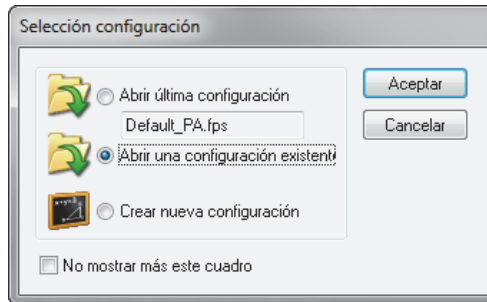 Selección configuración
Abrir última configuración
Aceptar
Default_PA.fps
Cancelar
Abrir una configuración existente
Crear nueva configuración
No mostrar más este cuadro